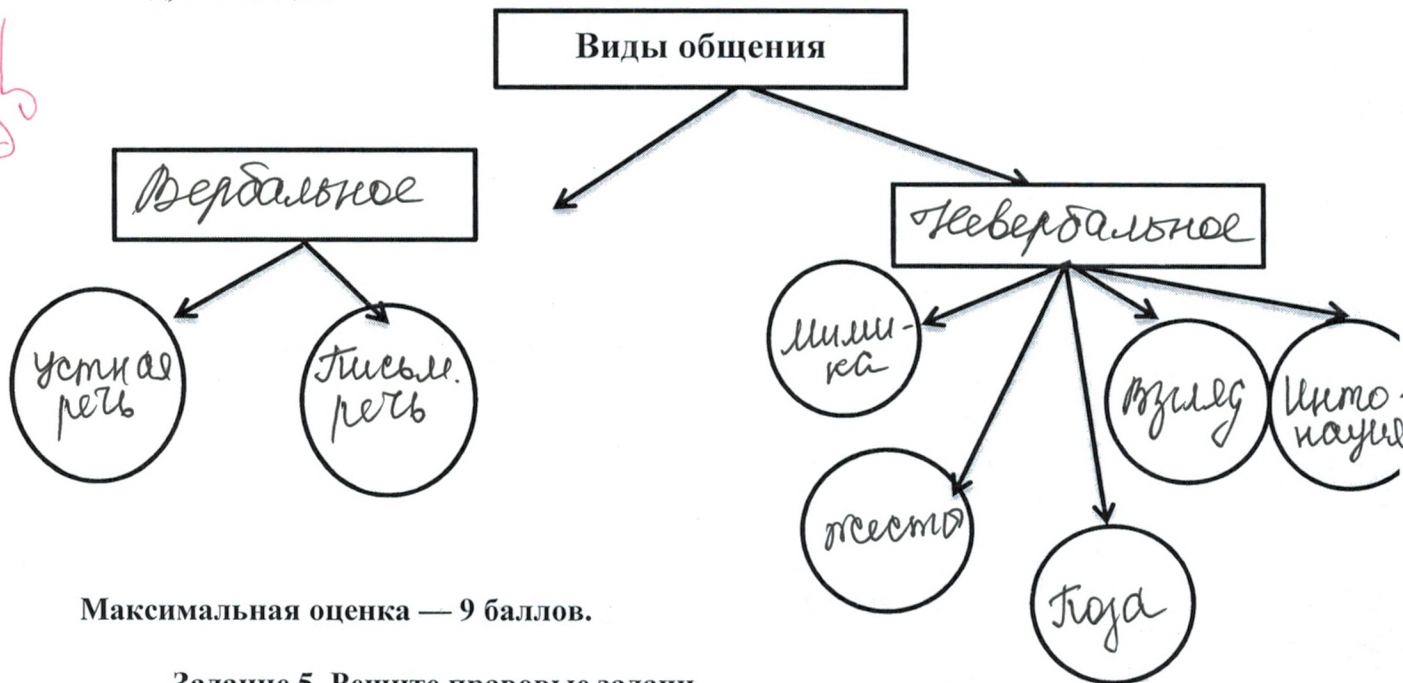 Виды общения
Вербальное
Невербальное
Устная
речь
Письм.
речь
Мими-
ка
Жесты
Поза
Взгляд
Инто-
нация
Максимальная оценка — 9 баллов.
Задание 5. Решите правовые задачи.